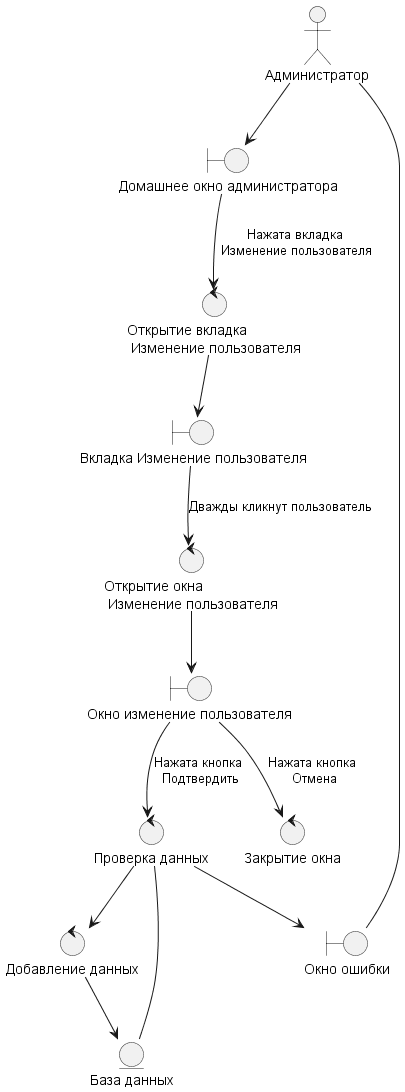 Администратор
Домашнее окно администратора
Нажата вкладка
Изменение пользователя
Открытие вкладка
Изменение пользователя
Вкладка Изменение пользователя
Дважды кликнут пользователь
Открытие окна
Изменение пользователя
Окно изменение пользователя
Нажата кнопка
Подтвердить
Нажата кнопка
Отмена
Проверка данных
Закрытие окна
Добавление данных
Окно ошибки
База данных